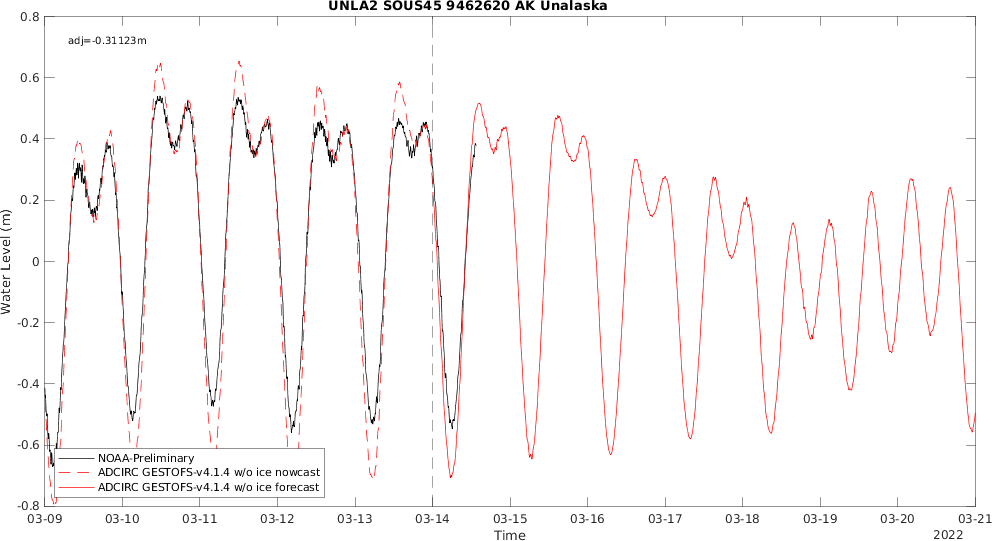 UNLA2 SOUS45 9462620 AK Unalaska
adj=-0.31123m
Water Level (m)
0.8
0.6
0.4
0.2
0
-0.2
-0.4
-0.6
-0.8
NOAA-Preliminary
ADCIRC GESTOFS-v4.1.4 w/o ice nowcast
ADCIRC GESTOFS-v4.1.4 w/o ice forecast
03-09 03-10 03-11 03-12 03-13 03-14 03-15 03-16 03-17 03-18 03-19 03-20 03-21
Time
2022